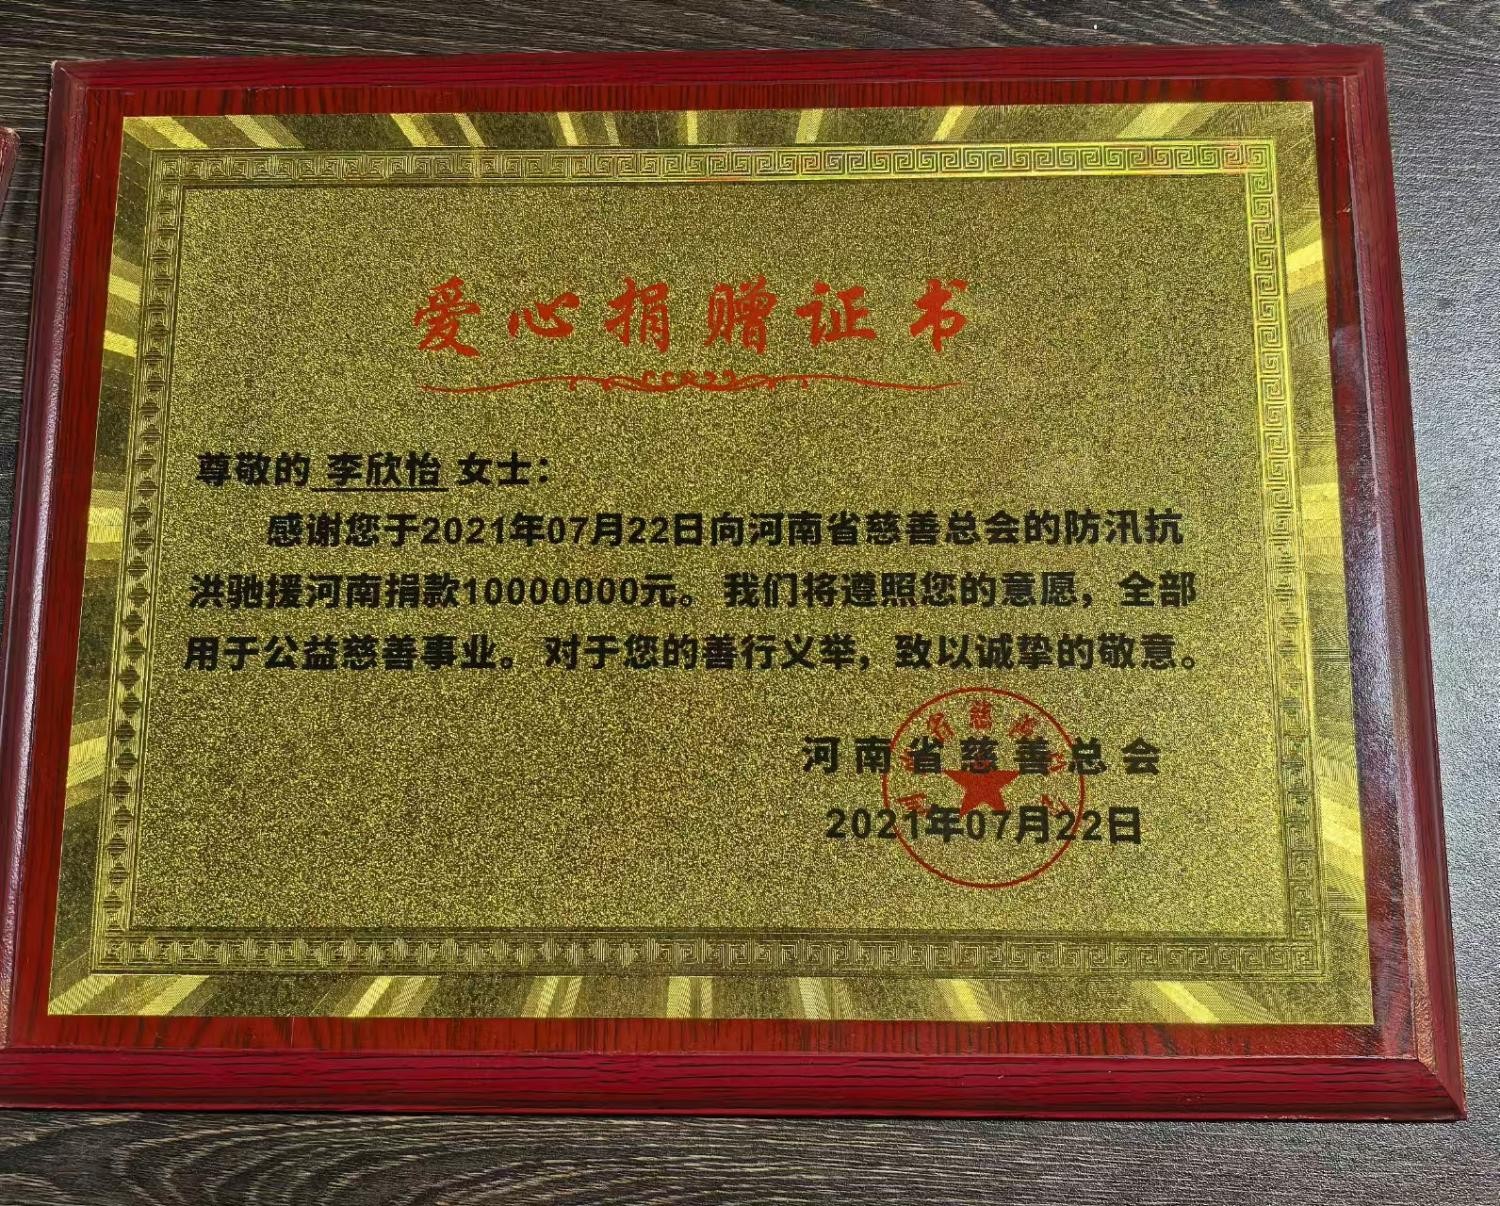 爱心捐赠证书
尊敬的 李欣怡 女士：
感谢您于2021年07月22日向河南省慈善总会的防汛抗
洪驰援河南捐款10000000元。我们将遵照您的意愿，全部
用于公益慈善事业。对于您的善行义举，致以诚挚的敬意。
河南省慈善总会
2021年07月22日